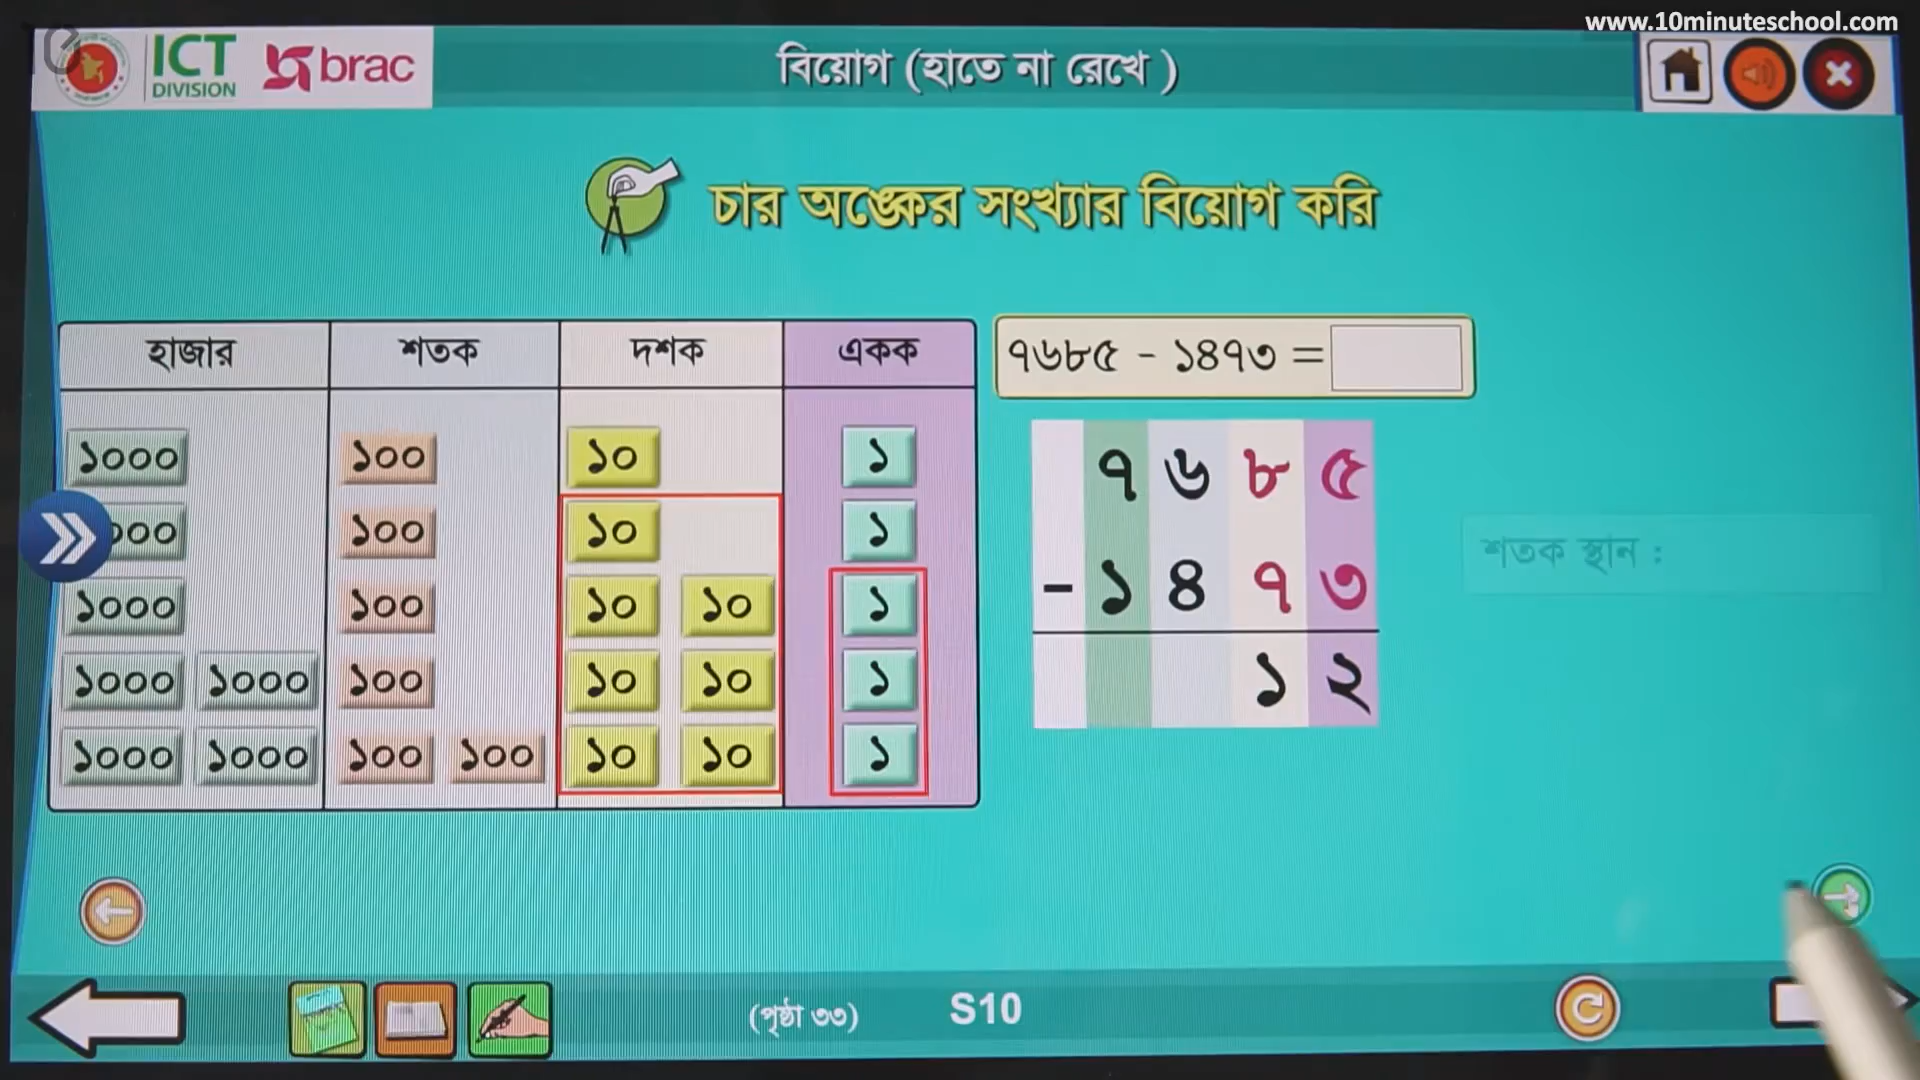 www.10minuteschool.com
ICT
DIVISION
brac
বিয়োগ (হাতে না রেখে )
চার অঙ্কের সংখ্যার বিয়োগ করি
হাজার শতক দশক একক
১০০০ ১০০ ১০ ১
০০ ১০০ ১০ ১
১০০০ ১০০ ১০ ১০ ১
১০০০ ১০০০ ১০০ ১০ ১০ ১
১০০০ ১০০০ ১০০ ১০০ ১০ ১০ ১
৭৬৮৫ - ১৪৭৩ =
৭ ৬ ৮ ৫
- ১ ৪ ৭ ৩
১ ২
শতক স্থান :
(পৃষ্ঠা ৩৩)
S10